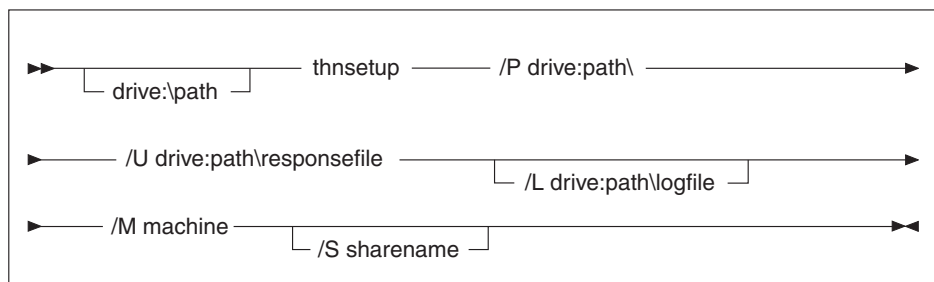 thnsetup /P drive:path\
drive:\path
/U drive:path\responsefile
/L drive:path\logfile
/M machine
/S sharename